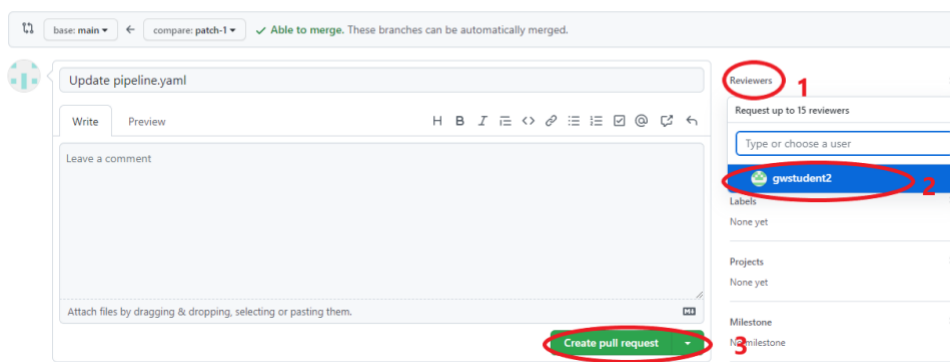 base: main ← compare: patch-1 ✓ Able to merge. These branches can be automatically merged.
Update pipeline.yaml
Write Preview H B I <> @
Leave a comment
Attach files by dragging & dropping, selecting or pasting them.
Create pull request
3
Reviewers
1
Request up to 15 reviewers
Type or choose a user
gwstudent2
2
Labels
None yet
Projects
None yet
Milestone
No milestone